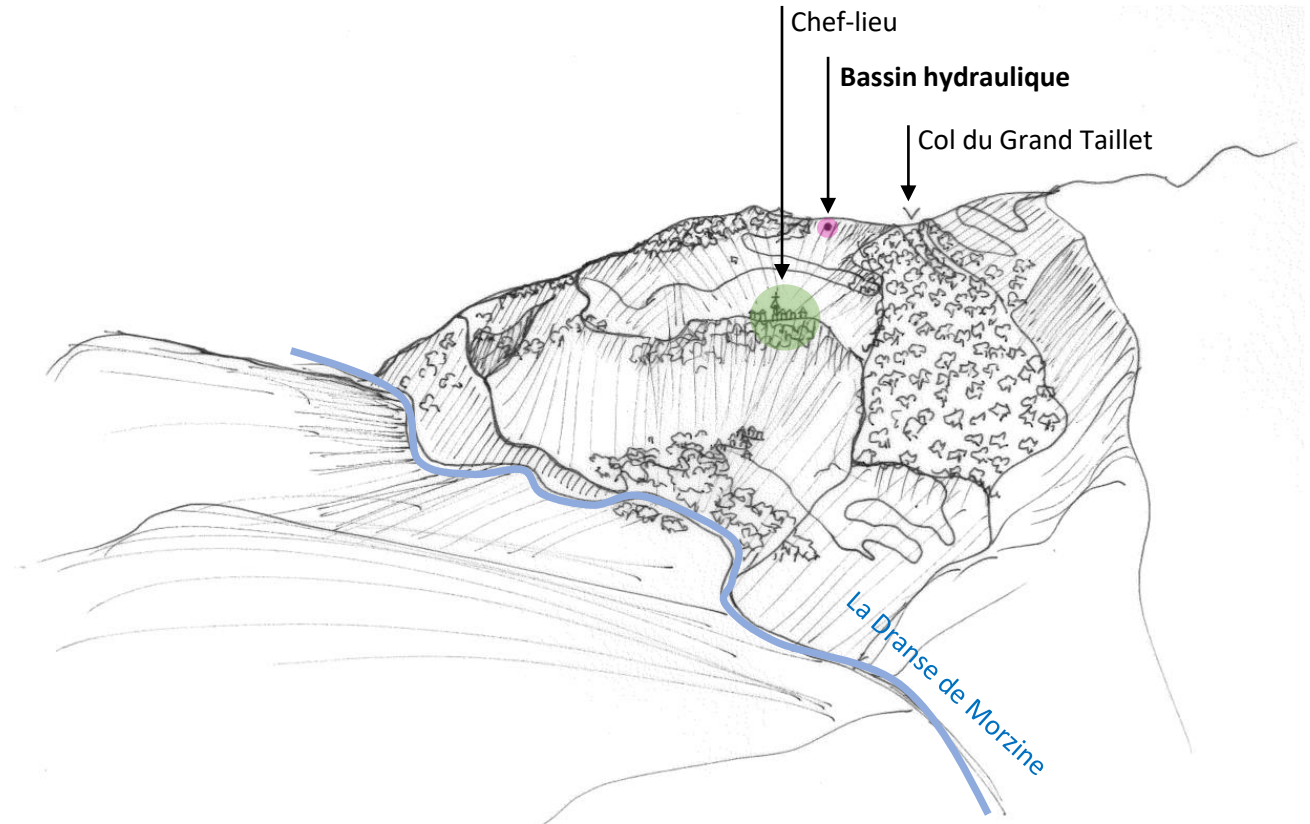 Chef-lieu
Bassin hydraulique
Col du Grand Taillet
La Dranse de Morzine